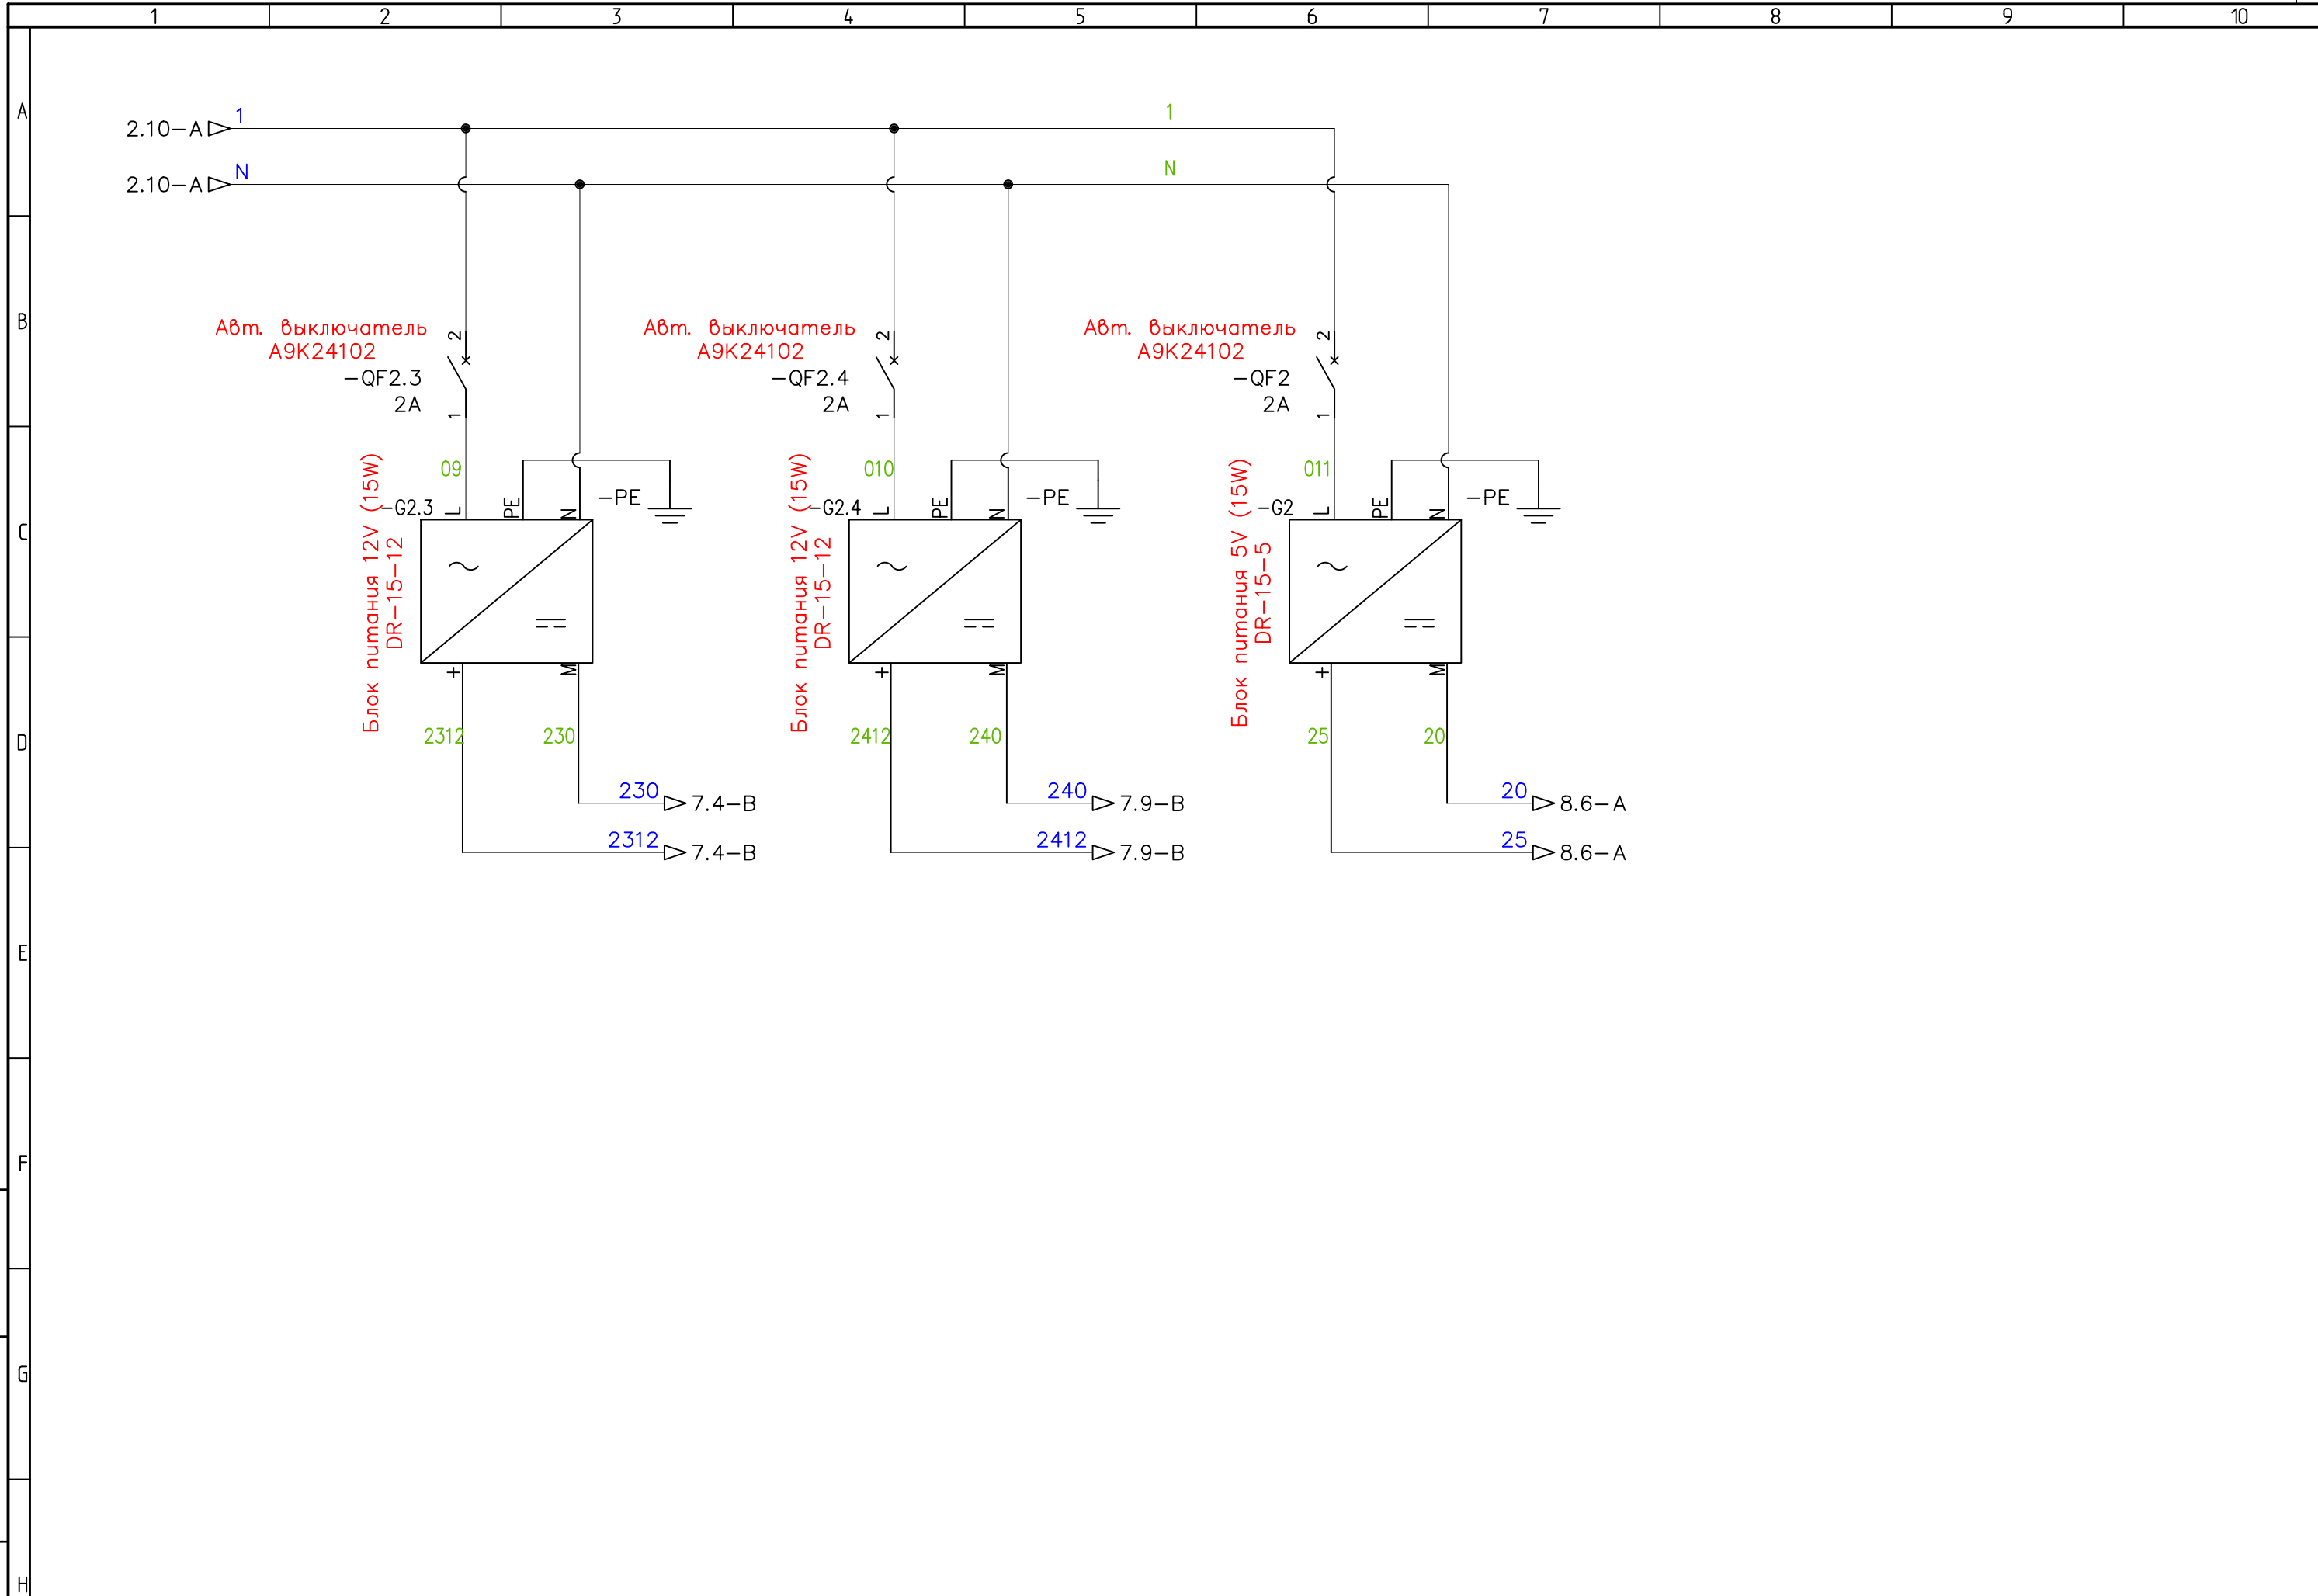 1 2 3 4 5 6 7 8 9 10
A
2.10-A 1 1
2.10-A N N
B
Авт. выключатель
A9K24102
-QF2.3
2A
2
1
Авт. выключатель
A9K24102
-QF2.4
2A
2
1
Авт. выключатель
A9K24102
-QF2
2A
2
1
C
09
-G2.3 L PE N -PE
Блок питания 12V (15W)
DR-15-12
+ M
010
-G2.4 L PE N -PE
Блок питания 12V (15W)
DR-15-12
+ M
011
-G2 L PE N -PE
Блок питания 5V (15W)
DR-15-5
+ M
D
2312 230 2412 240 25 20
230 7.4-B
2312 7.4-B
240 7.9-B
2412 7.9-B
20 8.6-A
25 8.6-A
E
F
G
H